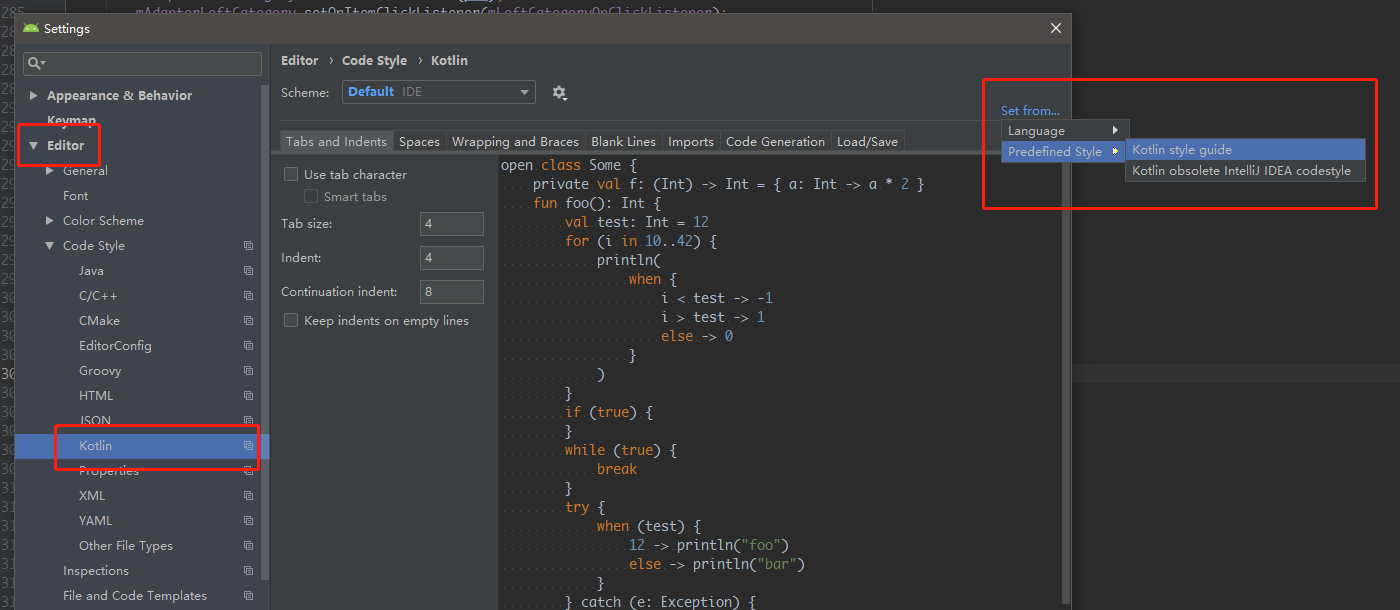 285
mAdapterLeftCategory.setOnItemClickListener(mLeftCategoryOnClickListener);
Settings
Appearance & Behavior
Keymap
Editor
General
Font
Color Scheme
Code Style
Java
C/C++
CMake
EditorConfig
Groovy
HTML
JSON
Kotlin
Properties
XML
YAML
Other File Types
Inspections
File and Code Templates
Editor › Code Style › Kotlin
Scheme: Default IDE
Set from...
Language
Predefined Style
Kotlin style guide
Kotlin obsolete IntelliJ IDEA codestyle
Tabs and Indents Spaces Wrapping and Braces Blank Lines Imports Code Generation Load/Save
Use tab character
Smart tabs
Tab size: 4
Indent: 4
Continuation indent: 8
Keep indents on empty lines
open class Some {
    private val f: (Int) -> Int = { a: Int -> a * 2 }
    fun foo(): Int {
        val test: Int = 12
        for (i in 10..42) {
            println(
                when {
                    i < test -> -1
                    i > test -> 1
                    else -> 0
                }
            )
        }
        if (true) {
        }
        while (true) {
            break
        }
        try {
            when (test) {
                12 -> println("foo")
                else -> println("bar")
            }
        } catch (e: Exception) {